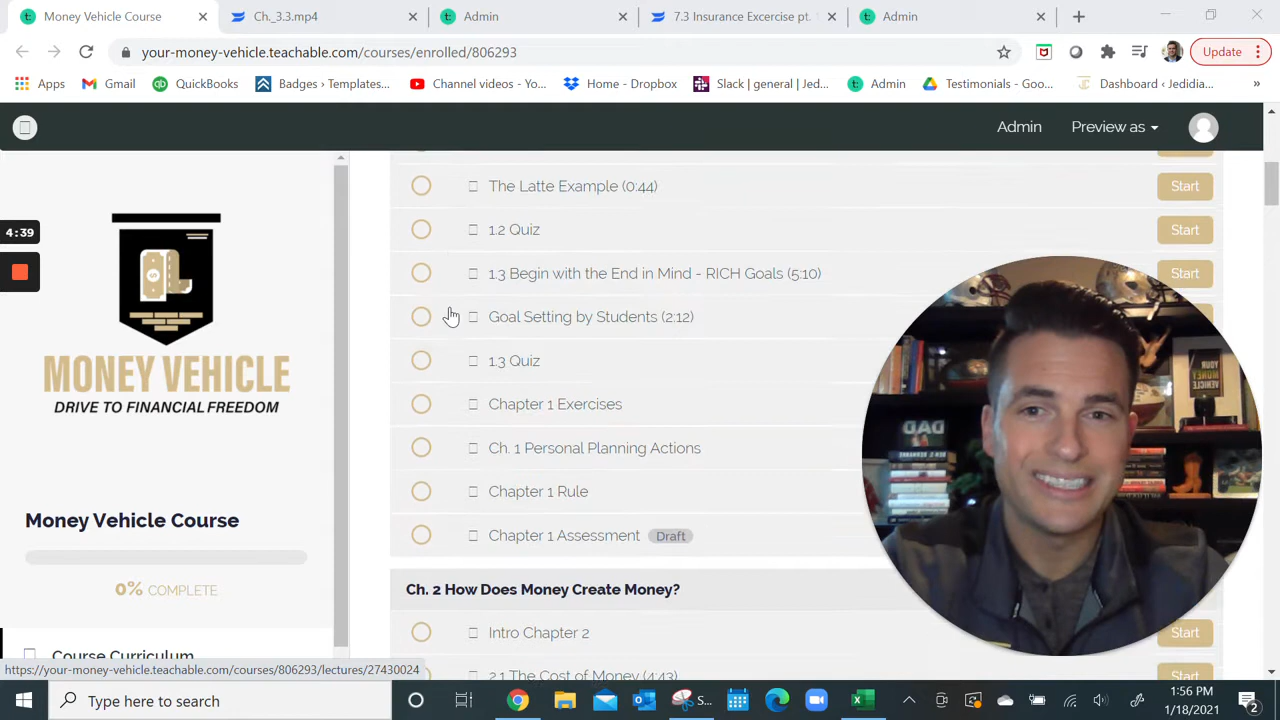 Money Vehicle Course
Ch._3.3.mp4
Admin
7.3 Insurance Excercise pt.
Admin
your-money-vehicle.teachable.com/courses/enrolled/806293
Update
Apps
Gmail
QuickBooks
Badges › Templates...
Channel videos - Yo...
Home - Dropbox
Slack | general | Jed...
Admin
Testimonials - Goo...
Dashboard ‹ Jedidia...
»
Admin
Preview as
The Latte Example (0:44)
Start
4:39
1.2 Quiz
Start
1.3 Begin with the End in Mind - RICH Goals (5:10)
Start
Goal Setting by Students (2:12)
1.3 Quiz
MONEY VEHICLE
DRIVE TO FINANCIAL FREEDOM
Chapter 1 Exercises
Ch. 1 Personal Planning Actions
Chapter 1 Rule
Chapter 1 Assessment Draft
Money Vehicle Course
0% COMPLETE
Ch. 2 How Does Money Create Money?
Intro Chapter 2
Start
Course Curriculum
2.1 The Cost of Money (4:43)
Start
https://your-money-vehicle.teachable.com/courses/806293/lectures/27430024
DAD
YOUR
MONEY
VEHICLE
Type here to search
S...
1:56 PM
1/18/2021
2